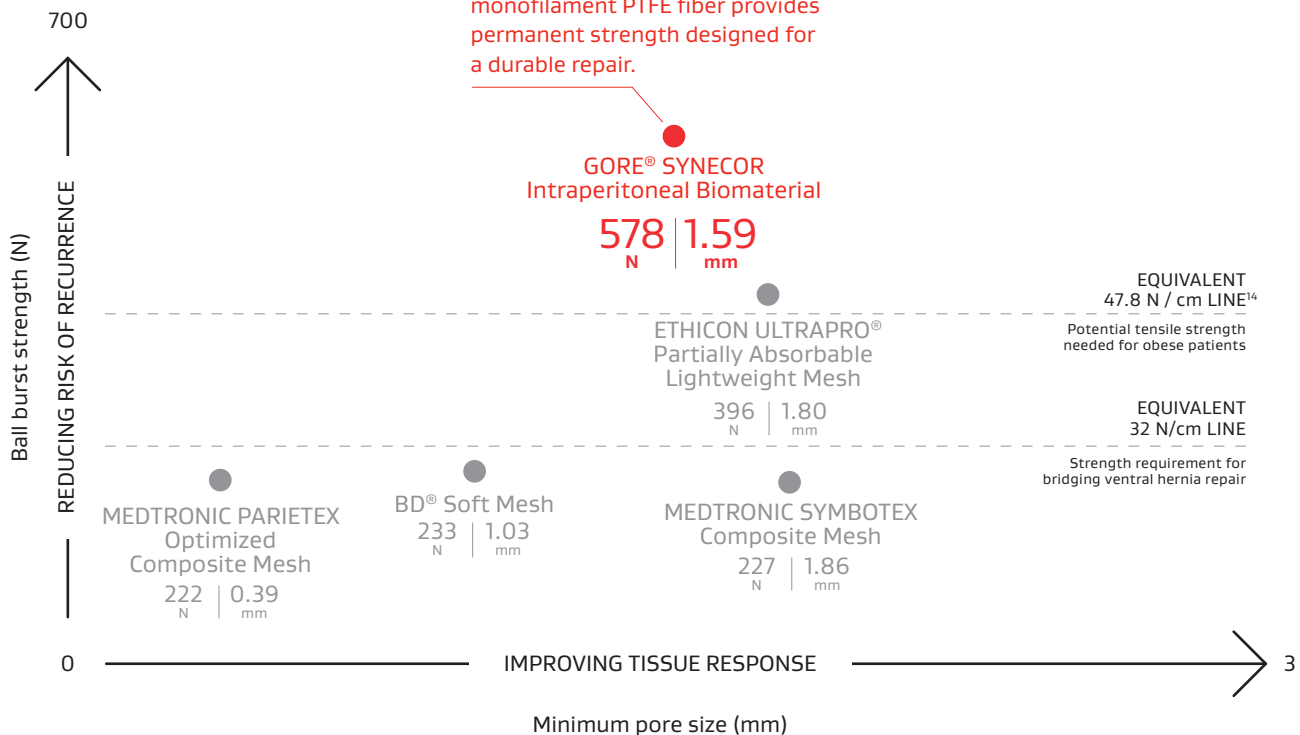 monofilament PTFE fiber provides
permanent strength designed for
a durable repair.
700
GORE® SYNECOR
Intraperitoneal Biomaterial
578 | 1.59
N mm
Ball burst strength (N)
REDUCING RISK OF RECURRENCE
EQUIVALENT
47.8 N / cm LINE¹⁴
Potential tensile strength
needed for obese patients
ETHICON ULTRAPRO®
Partially Absorbable
Lightweight Mesh
396 | 1.80
N mm
EQUIVALENT
32 N/cm LINE
Strength requirement for
bridging ventral hernia repair
MEDTRONIC PARIETEX
Optimized
Composite Mesh
222 | 0.39
N mm
BD® Soft Mesh
233 | 1.03
N mm
MEDTRONIC SYMBOTEX
Composite Mesh
227 | 1.86
N mm
0
IMPROVING TISSUE RESPONSE
3
Minimum pore size (mm)